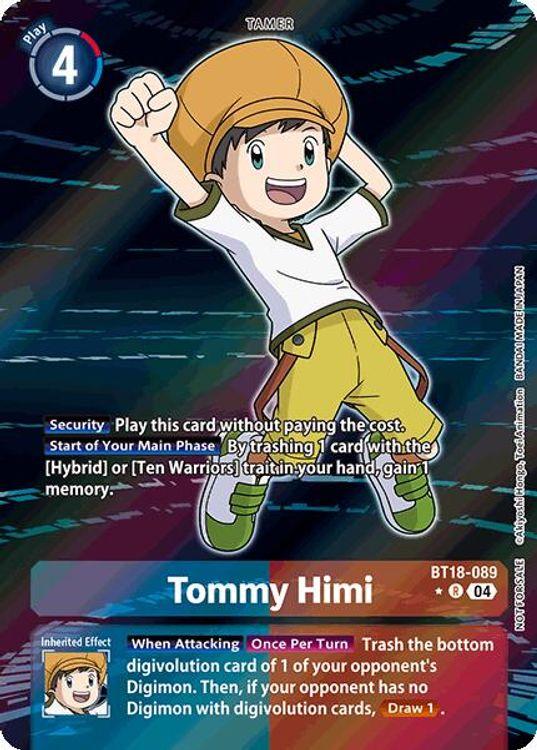 TAMER
Play
4
Security Play this card without paying the cost.
Start of Your Main Phase By trashing 1 card with the
[Hybrid] or [Ten Warriors] trait in your hand, gain 1
memory.
©Akiyoshi Hongo, Toei Animation BANDAI MADE IN JAPAN
NOT FOR SALE
BT18-089
Tommy Himi
R 04
Inherited Effect
When Attacking Once Per Turn Trash the bottom
digivolution card of 1 of your opponent's
Digimon. Then, if your opponent has no
Digimon with digivolution cards, Draw 1 .